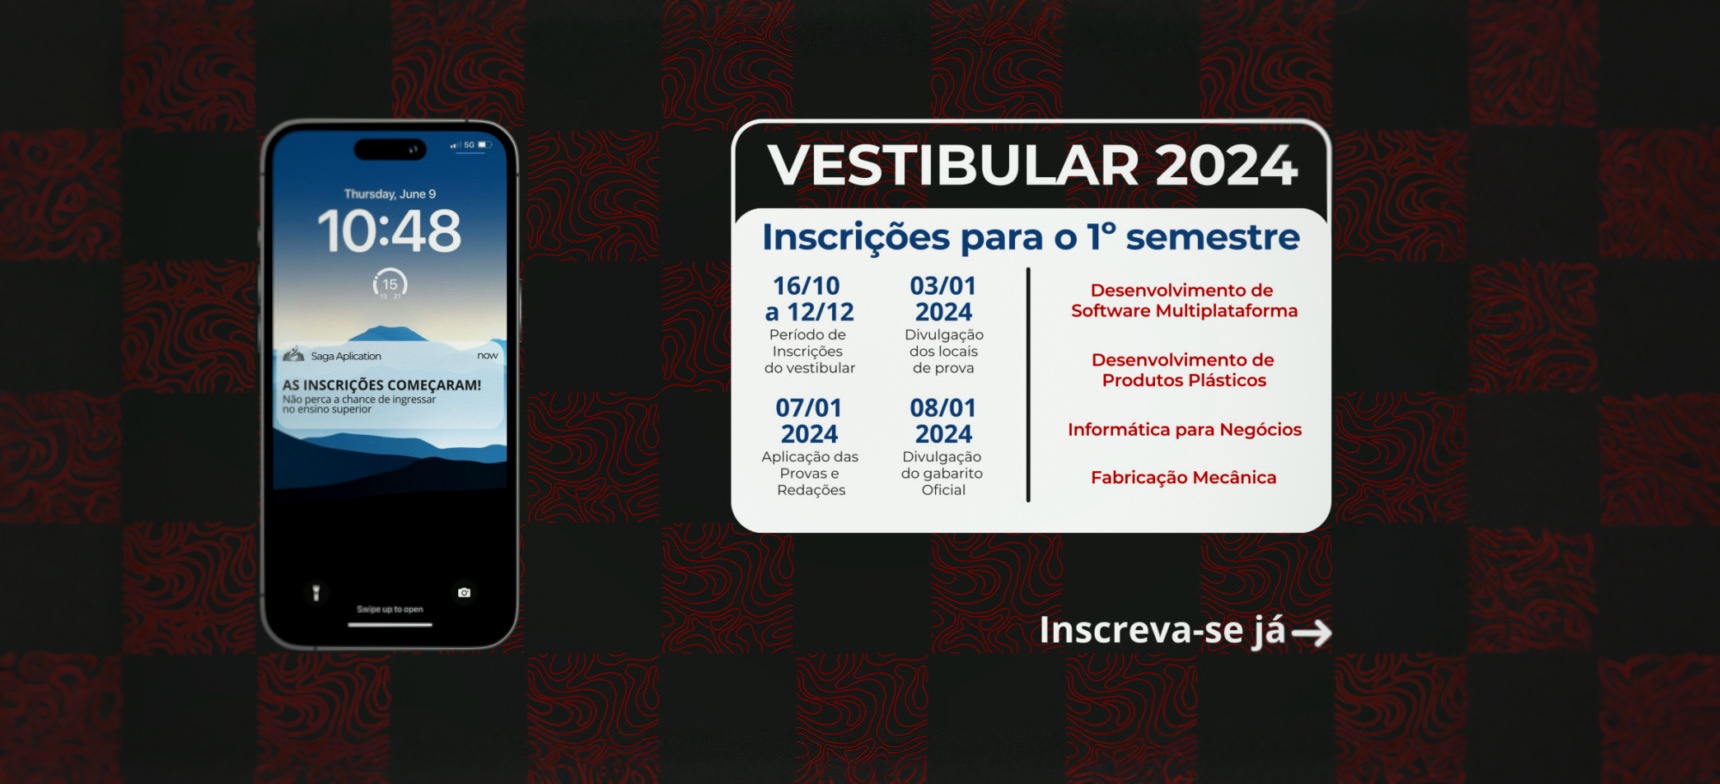 5G
Thursday, June 9
10:48
15
13 21
Saga Aplication
now
AS INSCRIÇÕES COMEÇARAM!
Não perca a chance de ingressar
no ensino superior
Swipe up to open
VESTIBULAR 2024
Inscrições para o 1º semestre
16/10
a 12/12
Período de
Inscrições
do vestibular
03/01
2024
Divulgação
dos locais
de prova
07/01
2024
Aplicação das
Provas e
Redações
08/01
2024
Divulgação
do gabarito
Oficial
Desenvolvimento de
Software Multiplataforma
Desenvolvimento de
Produtos Plásticos
Informática para Negócios
Fabricação Mecânica
Inscreva-se já